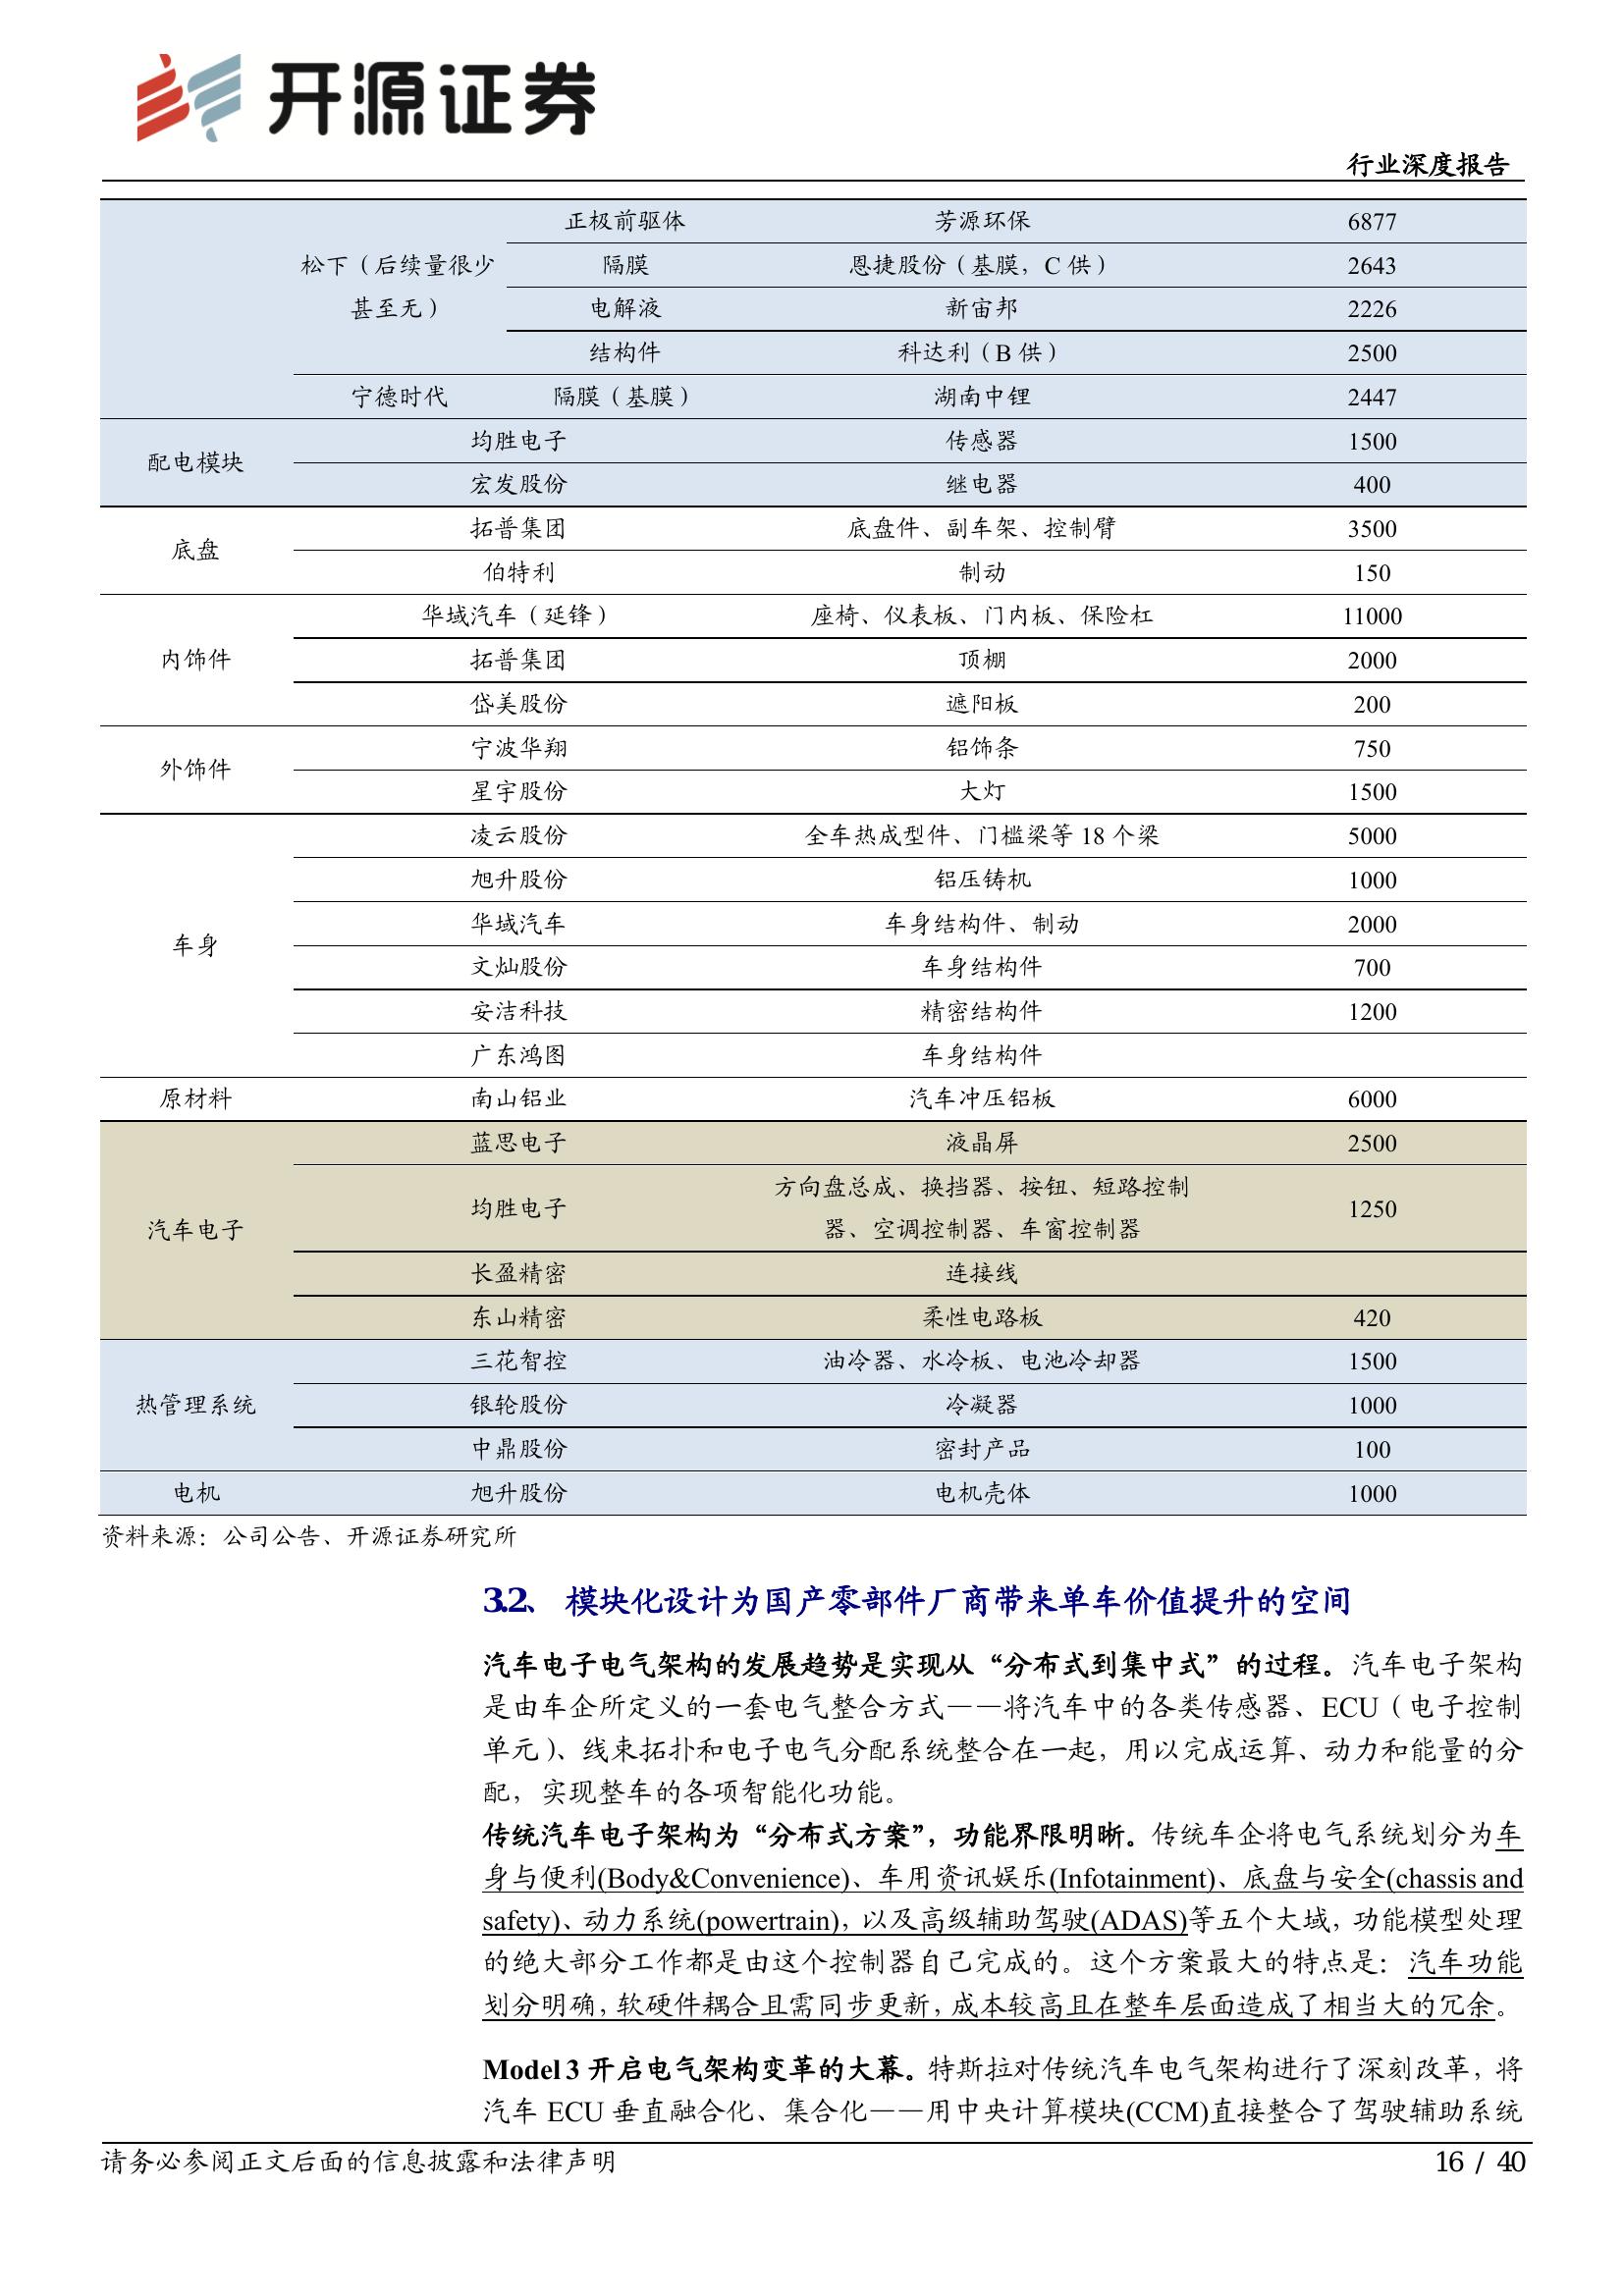 开源证券
行业深度报告
正极前驱体 芳源环保 6877
松下（后续量很少 隔膜 恩捷股份（基膜，C 供） 2643
甚至无） 电解液 新宙邦 2226
结构件 科达利（B 供） 2500
宁德时代 隔膜（基膜） 湖南中锂 2447
配电模块 均胜电子 传感器 1500
宏发股份 继电器 400
底盘 拓普集团 底盘件、副车架、控制臂 3500
伯特利 制动 150
华域汽车（延锋） 座椅、仪表板、门内板、保险杠 11000
内饰件 拓普集团 顶棚 2000
岱美股份 遮阳板 200
外饰件 宁波华翔 铝饰条 750
星宇股份 大灯 1500
凌云股份 全车热成型件、门槛梁等 18 个梁 5000
旭升股份 铝压铸机 1000
车身 华域汽车 车身结构件、制动 2000
文灿股份 车身结构件 700
安洁科技 精密结构件 1200
广东鸿图 车身结构件
原材料 南山铝业 汽车冲压铝板 6000
汽车电子 蓝思电子 液晶屏 2500
均胜电子 方向盘总成、换挡器、按钮、短路控制 1250
器、空调控制器、车窗控制器
长盈精密 连接线
东山精密 柔性电路板 420
三花智控 油冷器、水冷板、电池冷却器 1500
热管理系统 银轮股份 冷凝器 1000
中鼎股份 密封产品 100
电机 旭升股份 电机壳体 1000
资料来源：公司公告、开源证券研究所
3.2、 模块化设计为国产零部件厂商带来单车价值提升的空间
汽车电子电气架构的发展趋势是实现从“分布式到集中式”的过程。汽车电子架构
是由车企所定义的一套电气整合方式——将汽车中的各类传感器、ECU（电子控制
单元）、线束拓扑和电子电气分配系统整合在一起，用以完成运算、动力和能量的分
配，实现整车的各项智能化功能。
传统汽车电子架构为“分布式方案”，功能界限明晰。传统车企将电气系统划分为车
身与便利(Body&Convenience)、车用资讯娱乐(Infotainment)、底盘与安全(chassis and
safety)、动力系统(powertrain)，以及高级辅助驾驶(ADAS)等五个大域，功能模型处理
的绝大部分工作都是由这个控制器自己完成的。这个方案最大的特点是：汽车功能
划分明确，软硬件耦合且需同步更新，成本较高且在整车层面造成了相当大的冗余。
Model 3 开启电气架构变革的大幕。特斯拉对传统汽车电气架构进行了深刻改革，将
汽车 ECU 垂直融合化、集合化——用中央计算模块(CCM)直接整合了驾驶辅助系统
请务必参阅正文后面的信息披露和法律声明 16 / 40